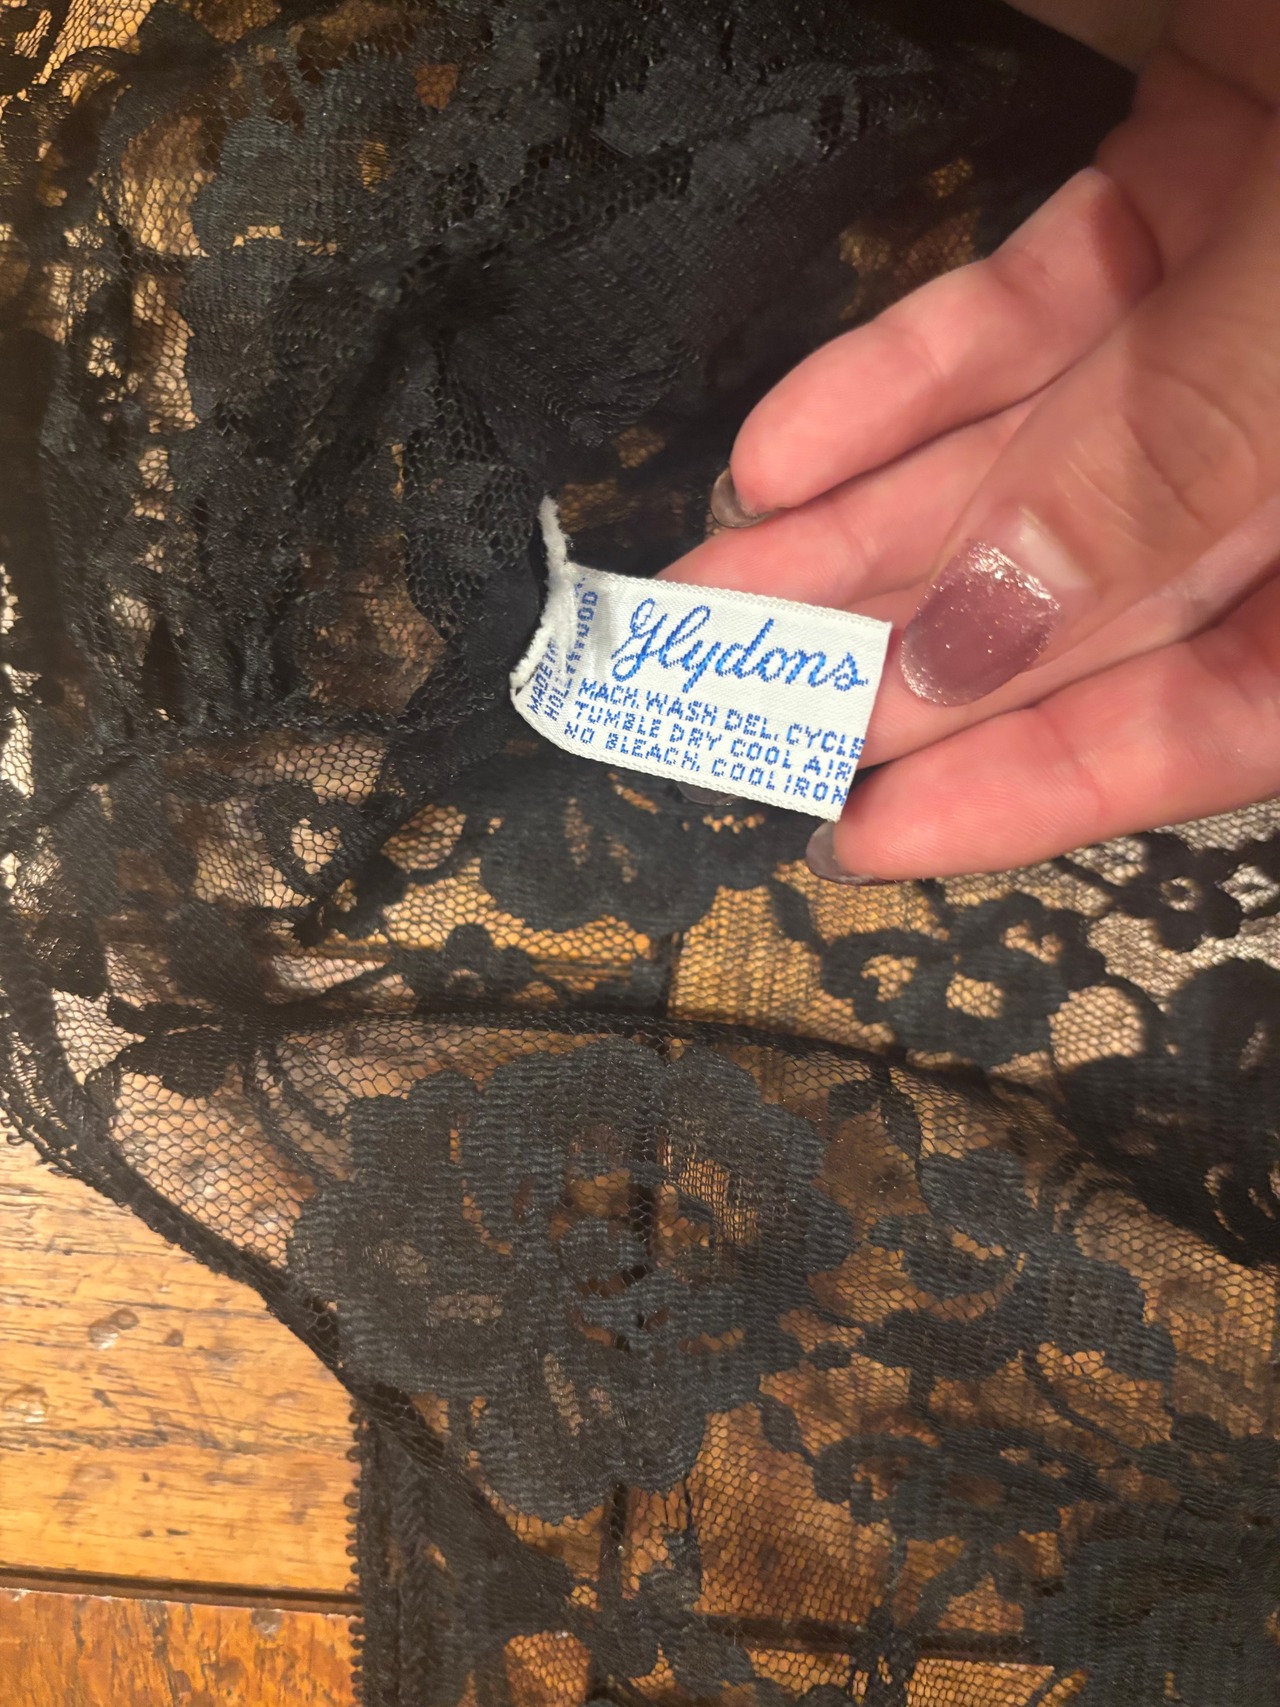 Glydons
MACH. WASH DEL. CYCLE
TUMBLE DRY COOL AIR
NO BLEACH. COOL IRON
MADE IN
HOLLYWOOD